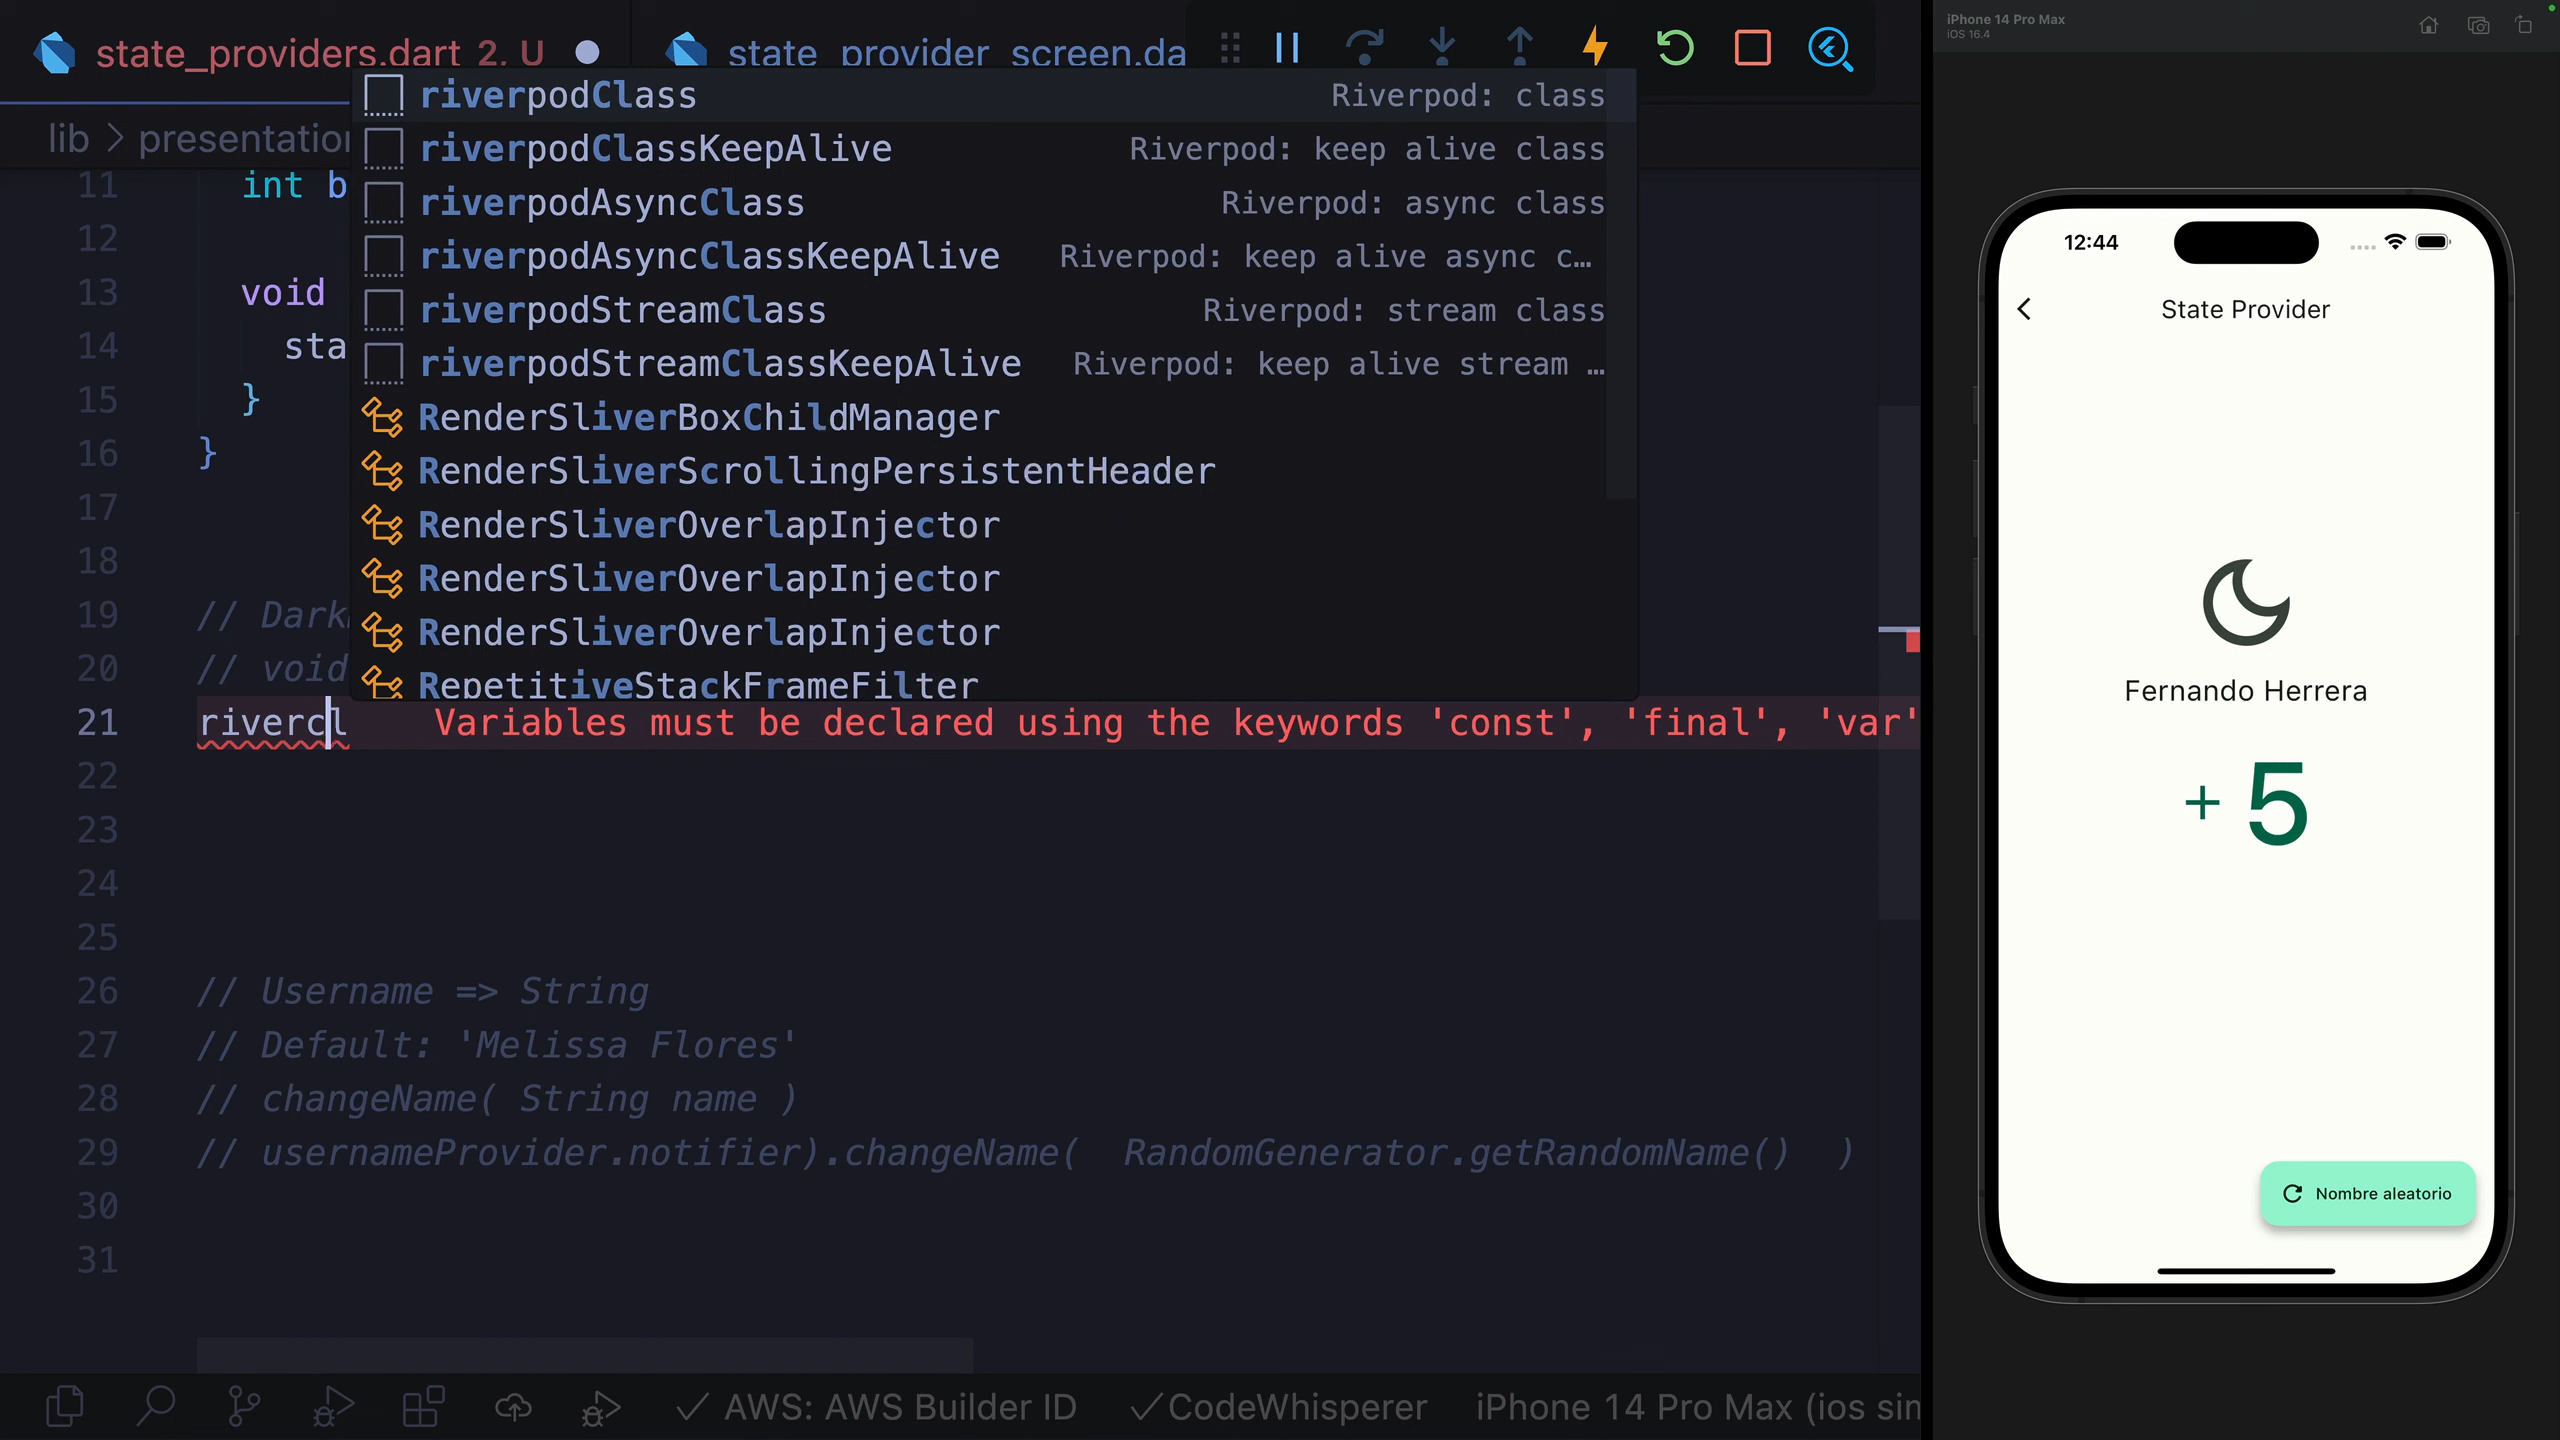 state_providers.dart 2, U
state_provider_screen.da
lib > presentation
riverpodClass Riverpod: class
riverpodClassKeepAlive Riverpod: keep alive class
riverpodAsyncClass Riverpod: async class
riverpodAsyncClassKeepAlive Riverpod: keep alive async c…
riverpodStreamClass Riverpod: stream class
riverpodStreamClassKeepAlive Riverpod: keep alive stream …
RenderSliverBoxChildManager
RenderSliverScrollingPersistentHeader
RenderSliverOverlapInjector
RenderSliverOverlapInjector
RenderSliverOverlapInjector
RepetitiveStackFrameFilter
11 int b
12
13 void
14 sta
15 }
16 }
17
18
19 // Dark
20 // void
21 rivercl Variables must be declared using the keywords 'const', 'final', 'var'
22
23
24
25
26 // Username => String
27 // Default: 'Melissa Flores'
28 // changeName( String name )
29 // usernameProvider.notifier).changeName( RandomGenerator.getRandomName() )
30
31
AWS: AWS Builder ID CodeWhisperer iPhone 14 Pro Max (ios sim
iPhone 14 Pro Max
iOS 16.4
12:44
State Provider
Fernando Herrera
+ 5
Nombre aleatorio